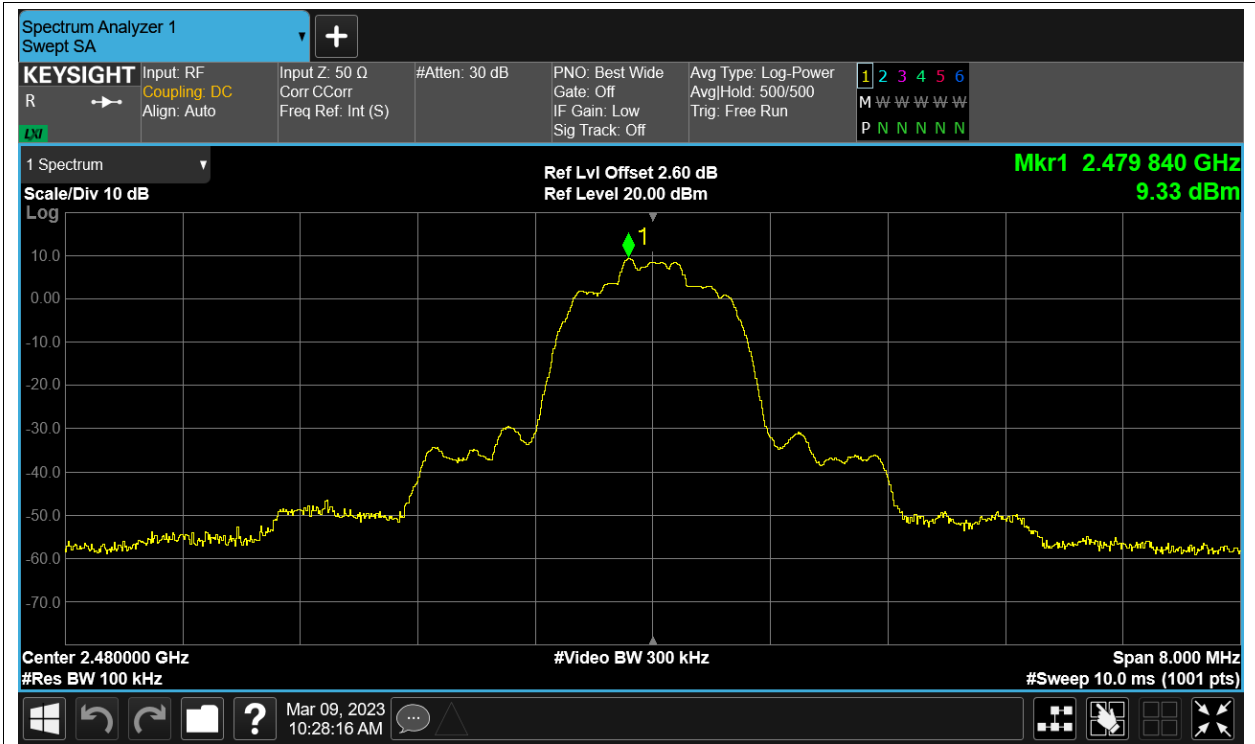 Spectrum Analyzer 1
Swept SA
KEYSIGHT
R
LXI
Input: RF
Coupling: DC
Align: Auto
Input Z: 50 Ω
Corr CCorr
Freq Ref: Int (S)
#Atten: 30 dB
PNO: Best Wide
Gate: Off
IF Gain: Low
Sig Track: Off
Avg Type: Log-Power
Avg|Hold: 500/500
Trig: Free Run
1 2 3 4 5 6
M W W W W W
P N N N N N
1 Spectrum
Scale/Div 10 dB
Log
Ref Lvl Offset 2.60 dB
Ref Level 20.00 dBm
Mkr1 2.479 840 GHz
9.33 dBm
1
10.0
0.00
-10.0
-20.0
-30.0
-40.0
-50.0
-60.0
-70.0
Center 2.480000 GHz
#Video BW 300 kHz
Span 8.000 MHz
#Res BW 100 kHz
#Sweep 10.0 ms (1001 pts)
?
Mar 09, 2023
10:28:16 AM